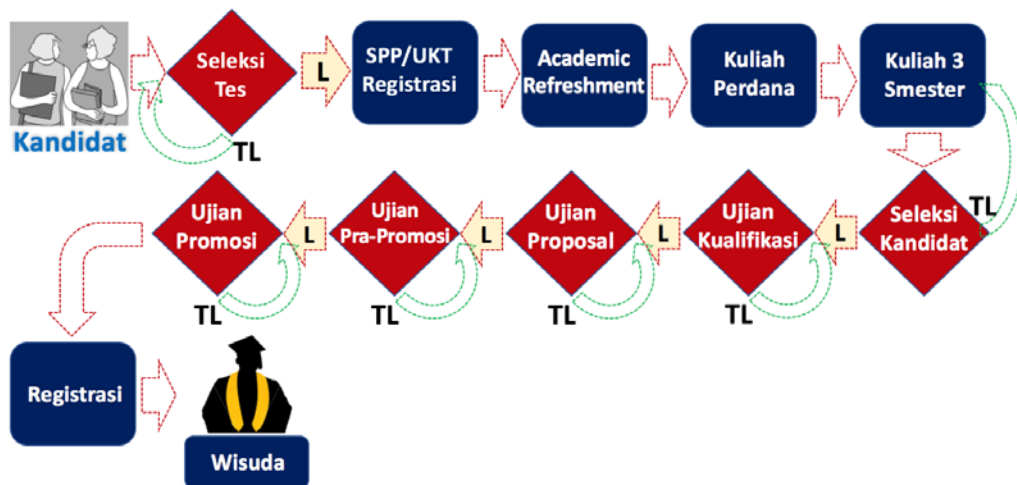 Kandidat
Seleksi
Tes
TL
L
SPP/UKT
Registrasi
Academic
Refreshment
Kuliah
Perdana
Kuliah 3
Smester
TL
Seleksi
Kandidat
L
Ujian
Kualifikasi
TL
L
Ujian
Proposal
TL
L
Ujian
Pra-Promosi
TL
L
Ujian
Promosi
TL
Registrasi
Wisuda